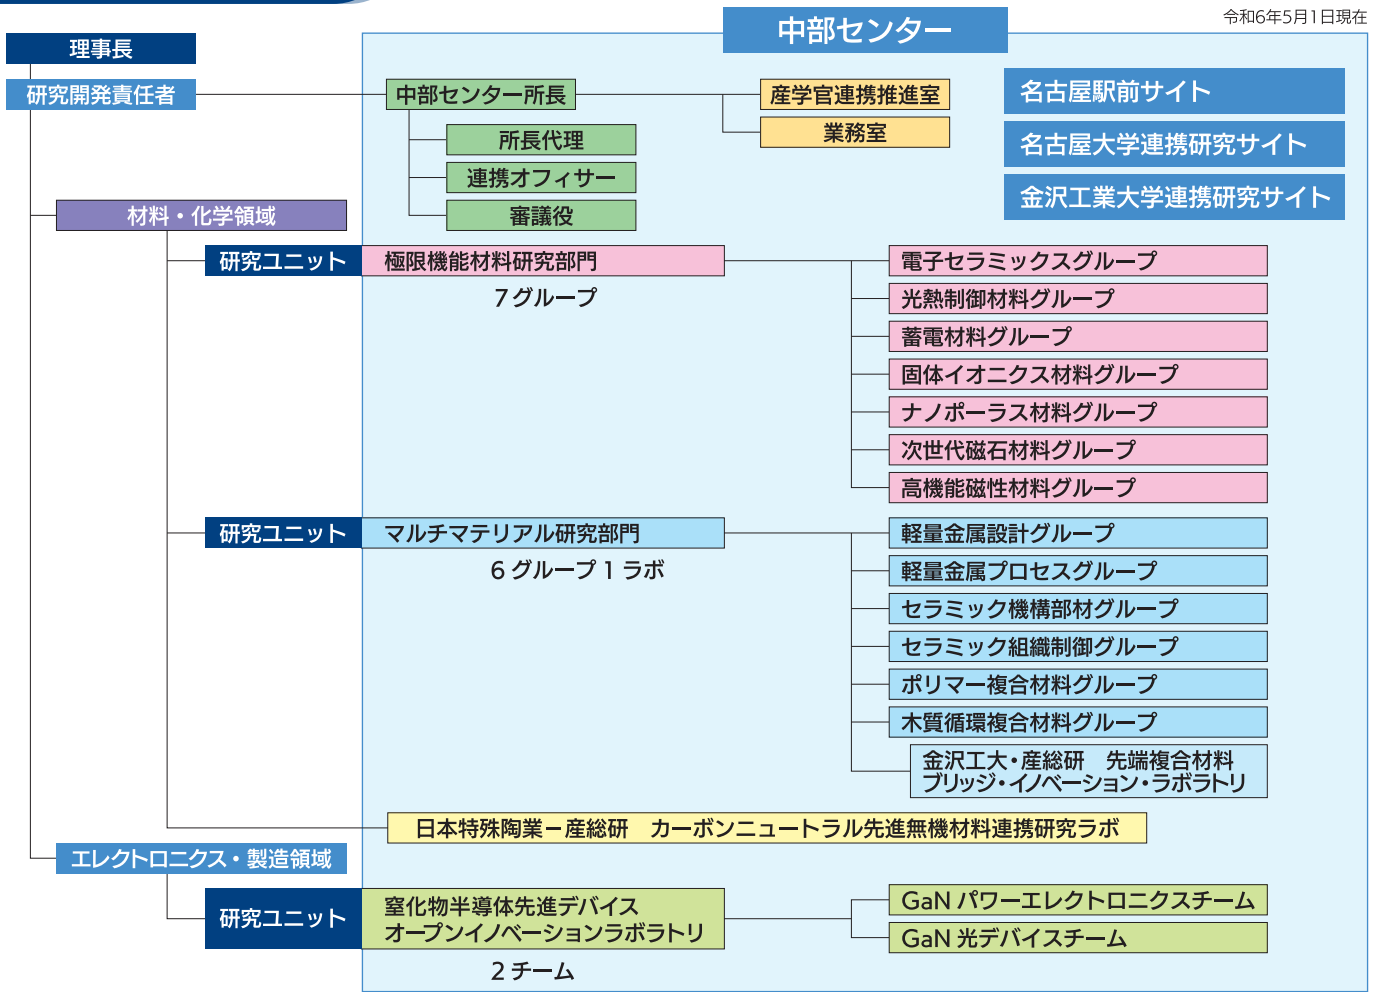 令和6年5月1日現在
中部センター
理事長
研究開発責任者
中部センター所長
産学官連携推進室
業務室
名古屋駅前サイト
名古屋大学連携研究サイト
金沢工業大学連携研究サイト
所長代理
連携オフィサー
審議役
材料・化学領域
研究ユニット
極限機能材料研究部門
7グループ
電子セラミックスグループ
光熱制御材料グループ
蓄電材料グループ
固体イオニクス材料グループ
ナノポーラス材料グループ
次世代磁石材料グループ
高機能磁性材料グループ
研究ユニット
マルチマテリアル研究部門
6グループ1ラボ
軽量金属設計グループ
軽量金属プロセスグループ
セラミック機構部材グループ
セラミック組織制御グループ
ポリマー複合材料グループ
木質循環複合材料グループ
金沢工大・産総研　先端複合材料
ブリッジ・イノベーション・ラボラトリ
日本特殊陶業－産総研　カーボンニュートラル先進無機材料連携研究ラボ
エレクトロニクス・製造領域
研究ユニット
窒化物半導体先進デバイス
オープンイノベーションラボラトリ
2チーム
GaN パワーエレクトロニクスチーム
GaN 光デバイスチーム